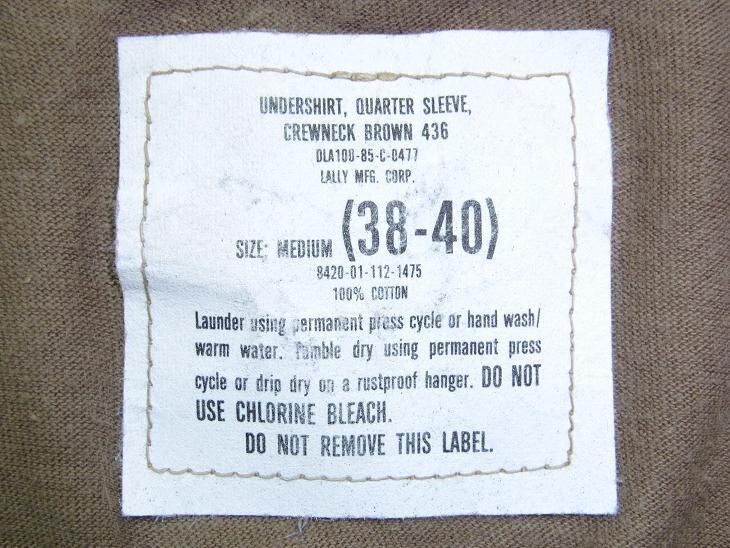 UNDERSHIRT, QUARTER SLEEVE,
CREWNECK BROWN 436
DLA100-85-C-0477
LALLY MFG. CORP.
SIZE; MEDIUM (38-40)
8420-01-112-1475
100% COTTON
Launder using permanent press cycle or hand wash/
warm water. Tumble dry using permanent press
cycle or drip dry on a rustproof hanger. DO NOT
USE CHLORINE BLEACH.
DO NOT REMOVE THIS LABEL.